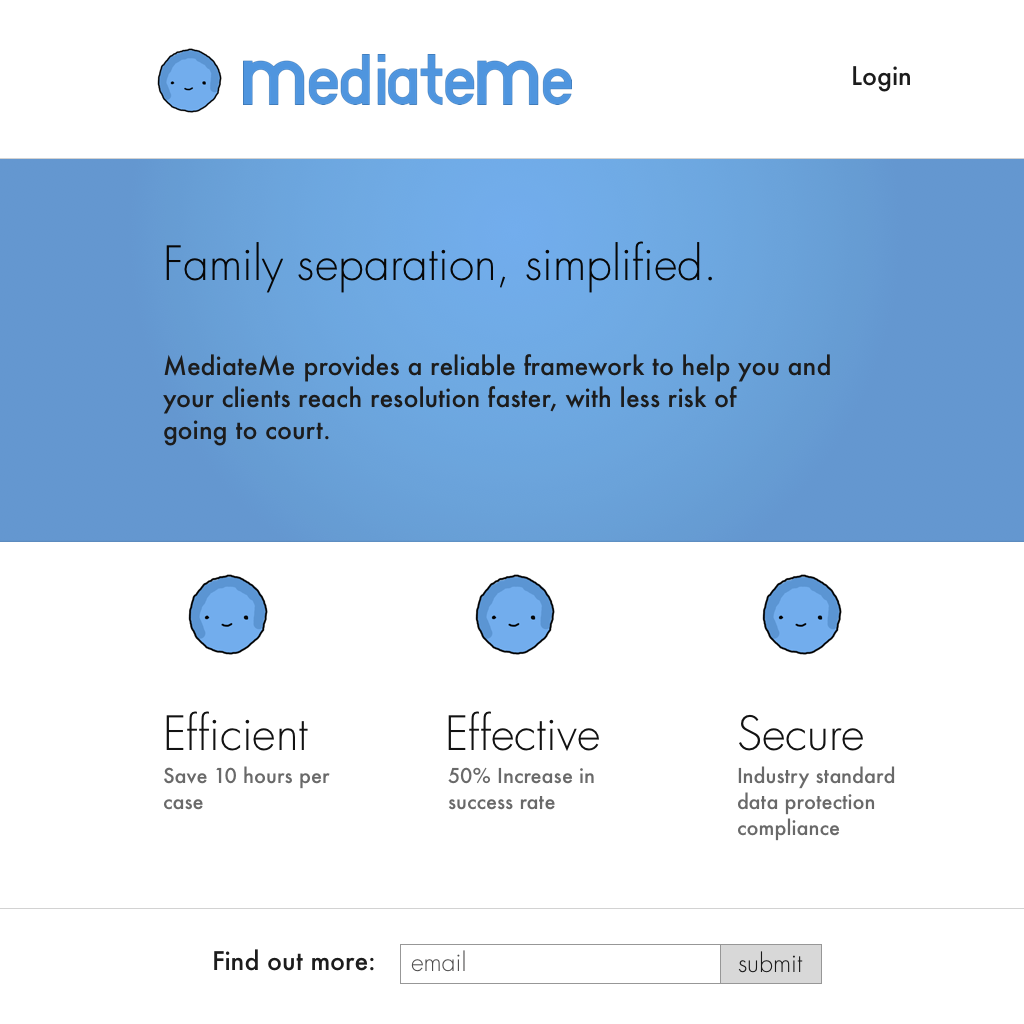 mediateme
Login
Family separation, simplified.
MediateMe provides a reliable framework to help you and
your clients reach resolution faster, with less risk of
going to court.
Efficient
Save 10 hours per
case
Effective
50% Increase in
success rate
Secure
Industry standard
data protection
compliance
Find out more:
email
submit